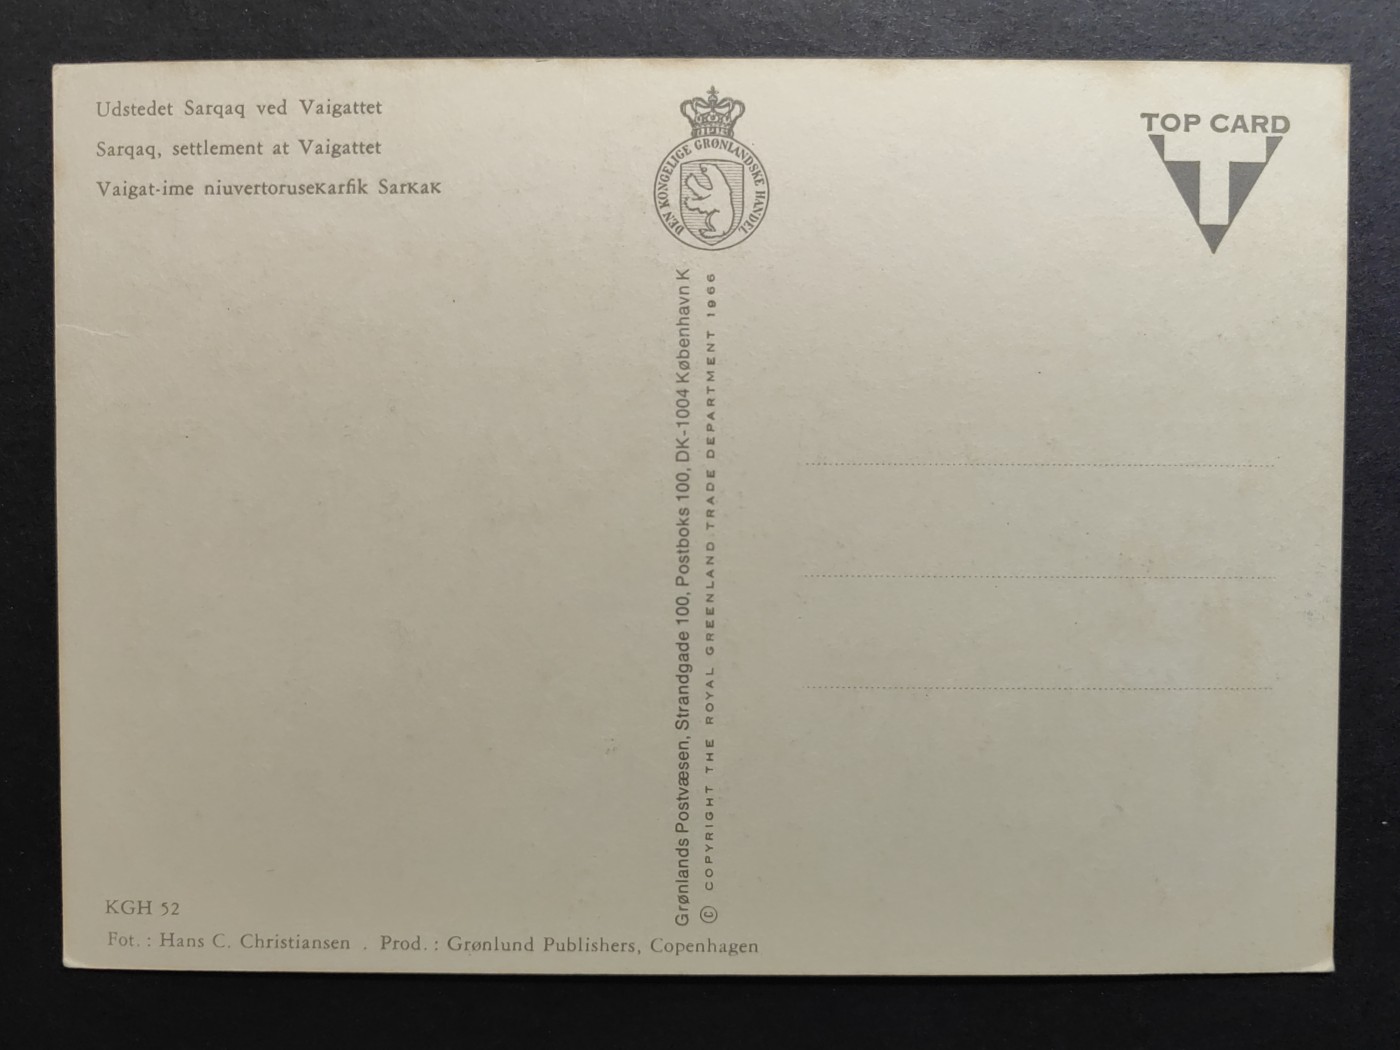 Udstedet Sarqaq ved Vaigattet
Sarqaq, settlement at Vaigattet
Vaigat-ime niuvertoruseĸarfik Sarĸaĸ
DEN KONGELIGE GRØNLANDSKE HANDEL
TOP CARD
T
Grønlands Postvæsen, Strandgade 100, Postboks 100, DK-1004 København K
© COPYRIGHT THE ROYAL GREENLAND TRADE DEPARTMENT 1966
KGH 52
Fot. : Hans C. Christiansen . Prod. : Grønlund Publishers, Copenhagen